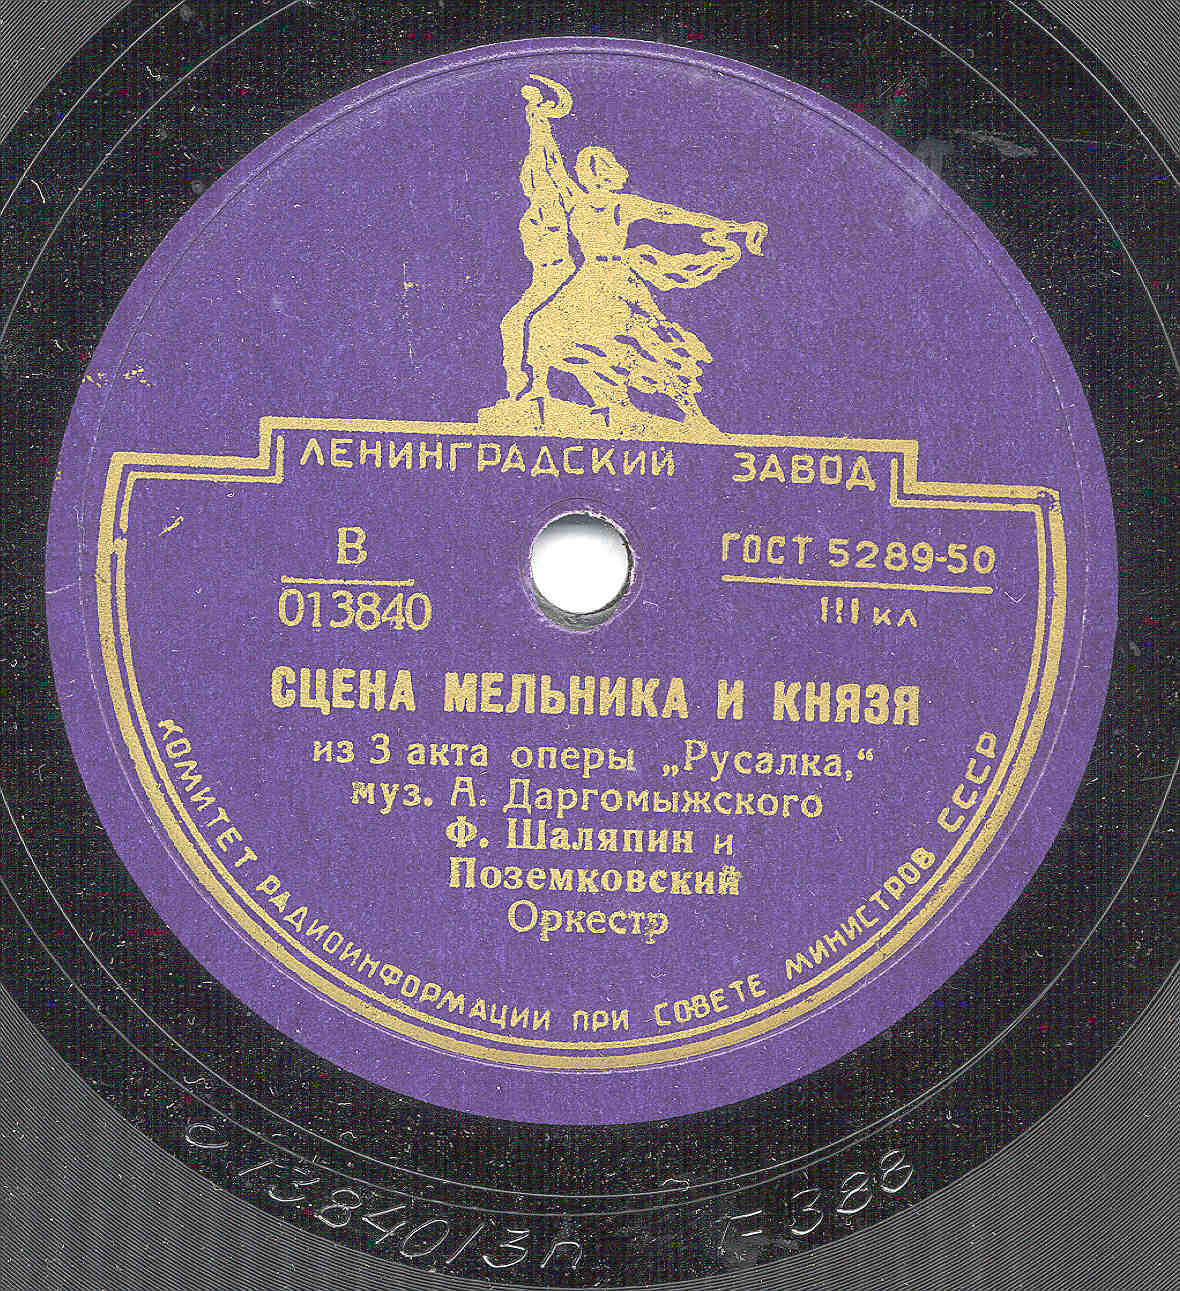 ЛЕНИНГРАДСКИЙ ЗАВОД
В
013840
ГОСТ 5289-50
III кл
СЦЕНА МЕЛЬНИКА И КНЯЗЯ
из 3 акта оперы „Русалка,“
муз. А. Даргомыжского
Ф. Шаляпин и
Поземковский
Оркестр
КОМИТЕТ РАДИОИНФОРМАЦИИ ПРИ СОВЕТЕ МИНИСТРОВ СССР
13840/3п Г-388